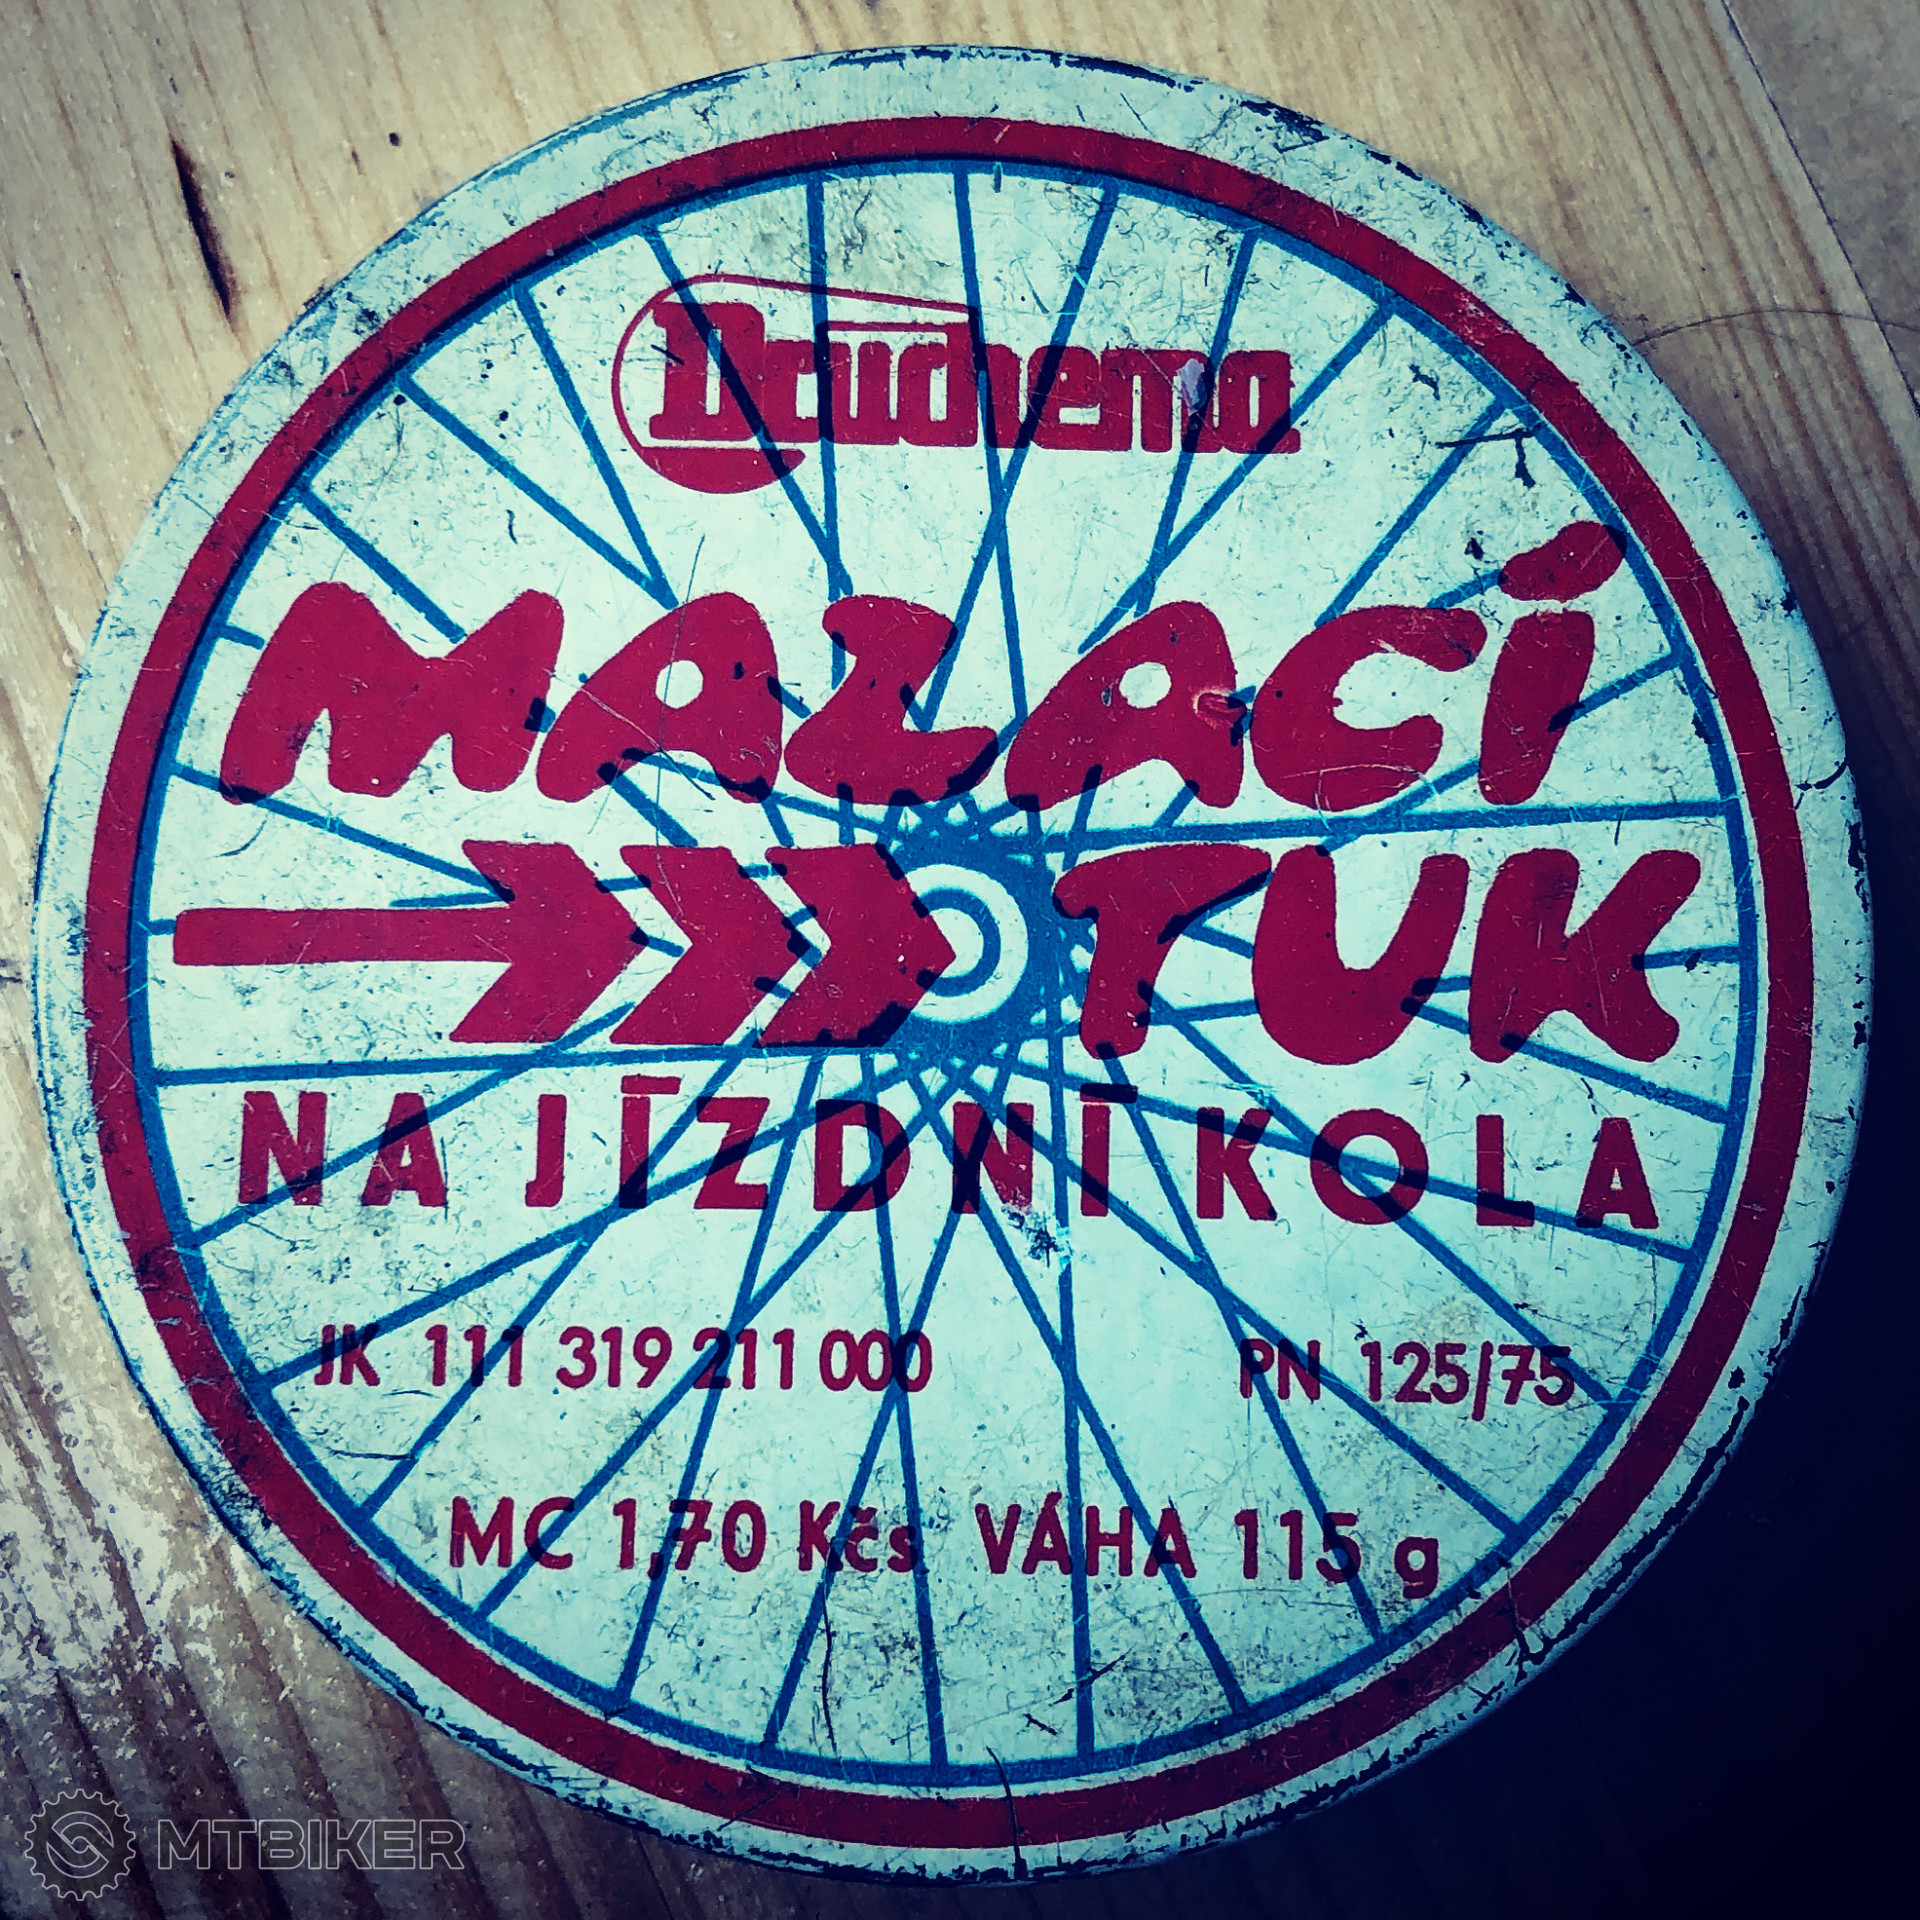 Druchema
MAZACÍ
TUK
NA JÍZDNÍ KOLA
JK 111 319 211 000 PN 125/75
MC 1,70 Kčs VÁHA 115 g
MTBIKER